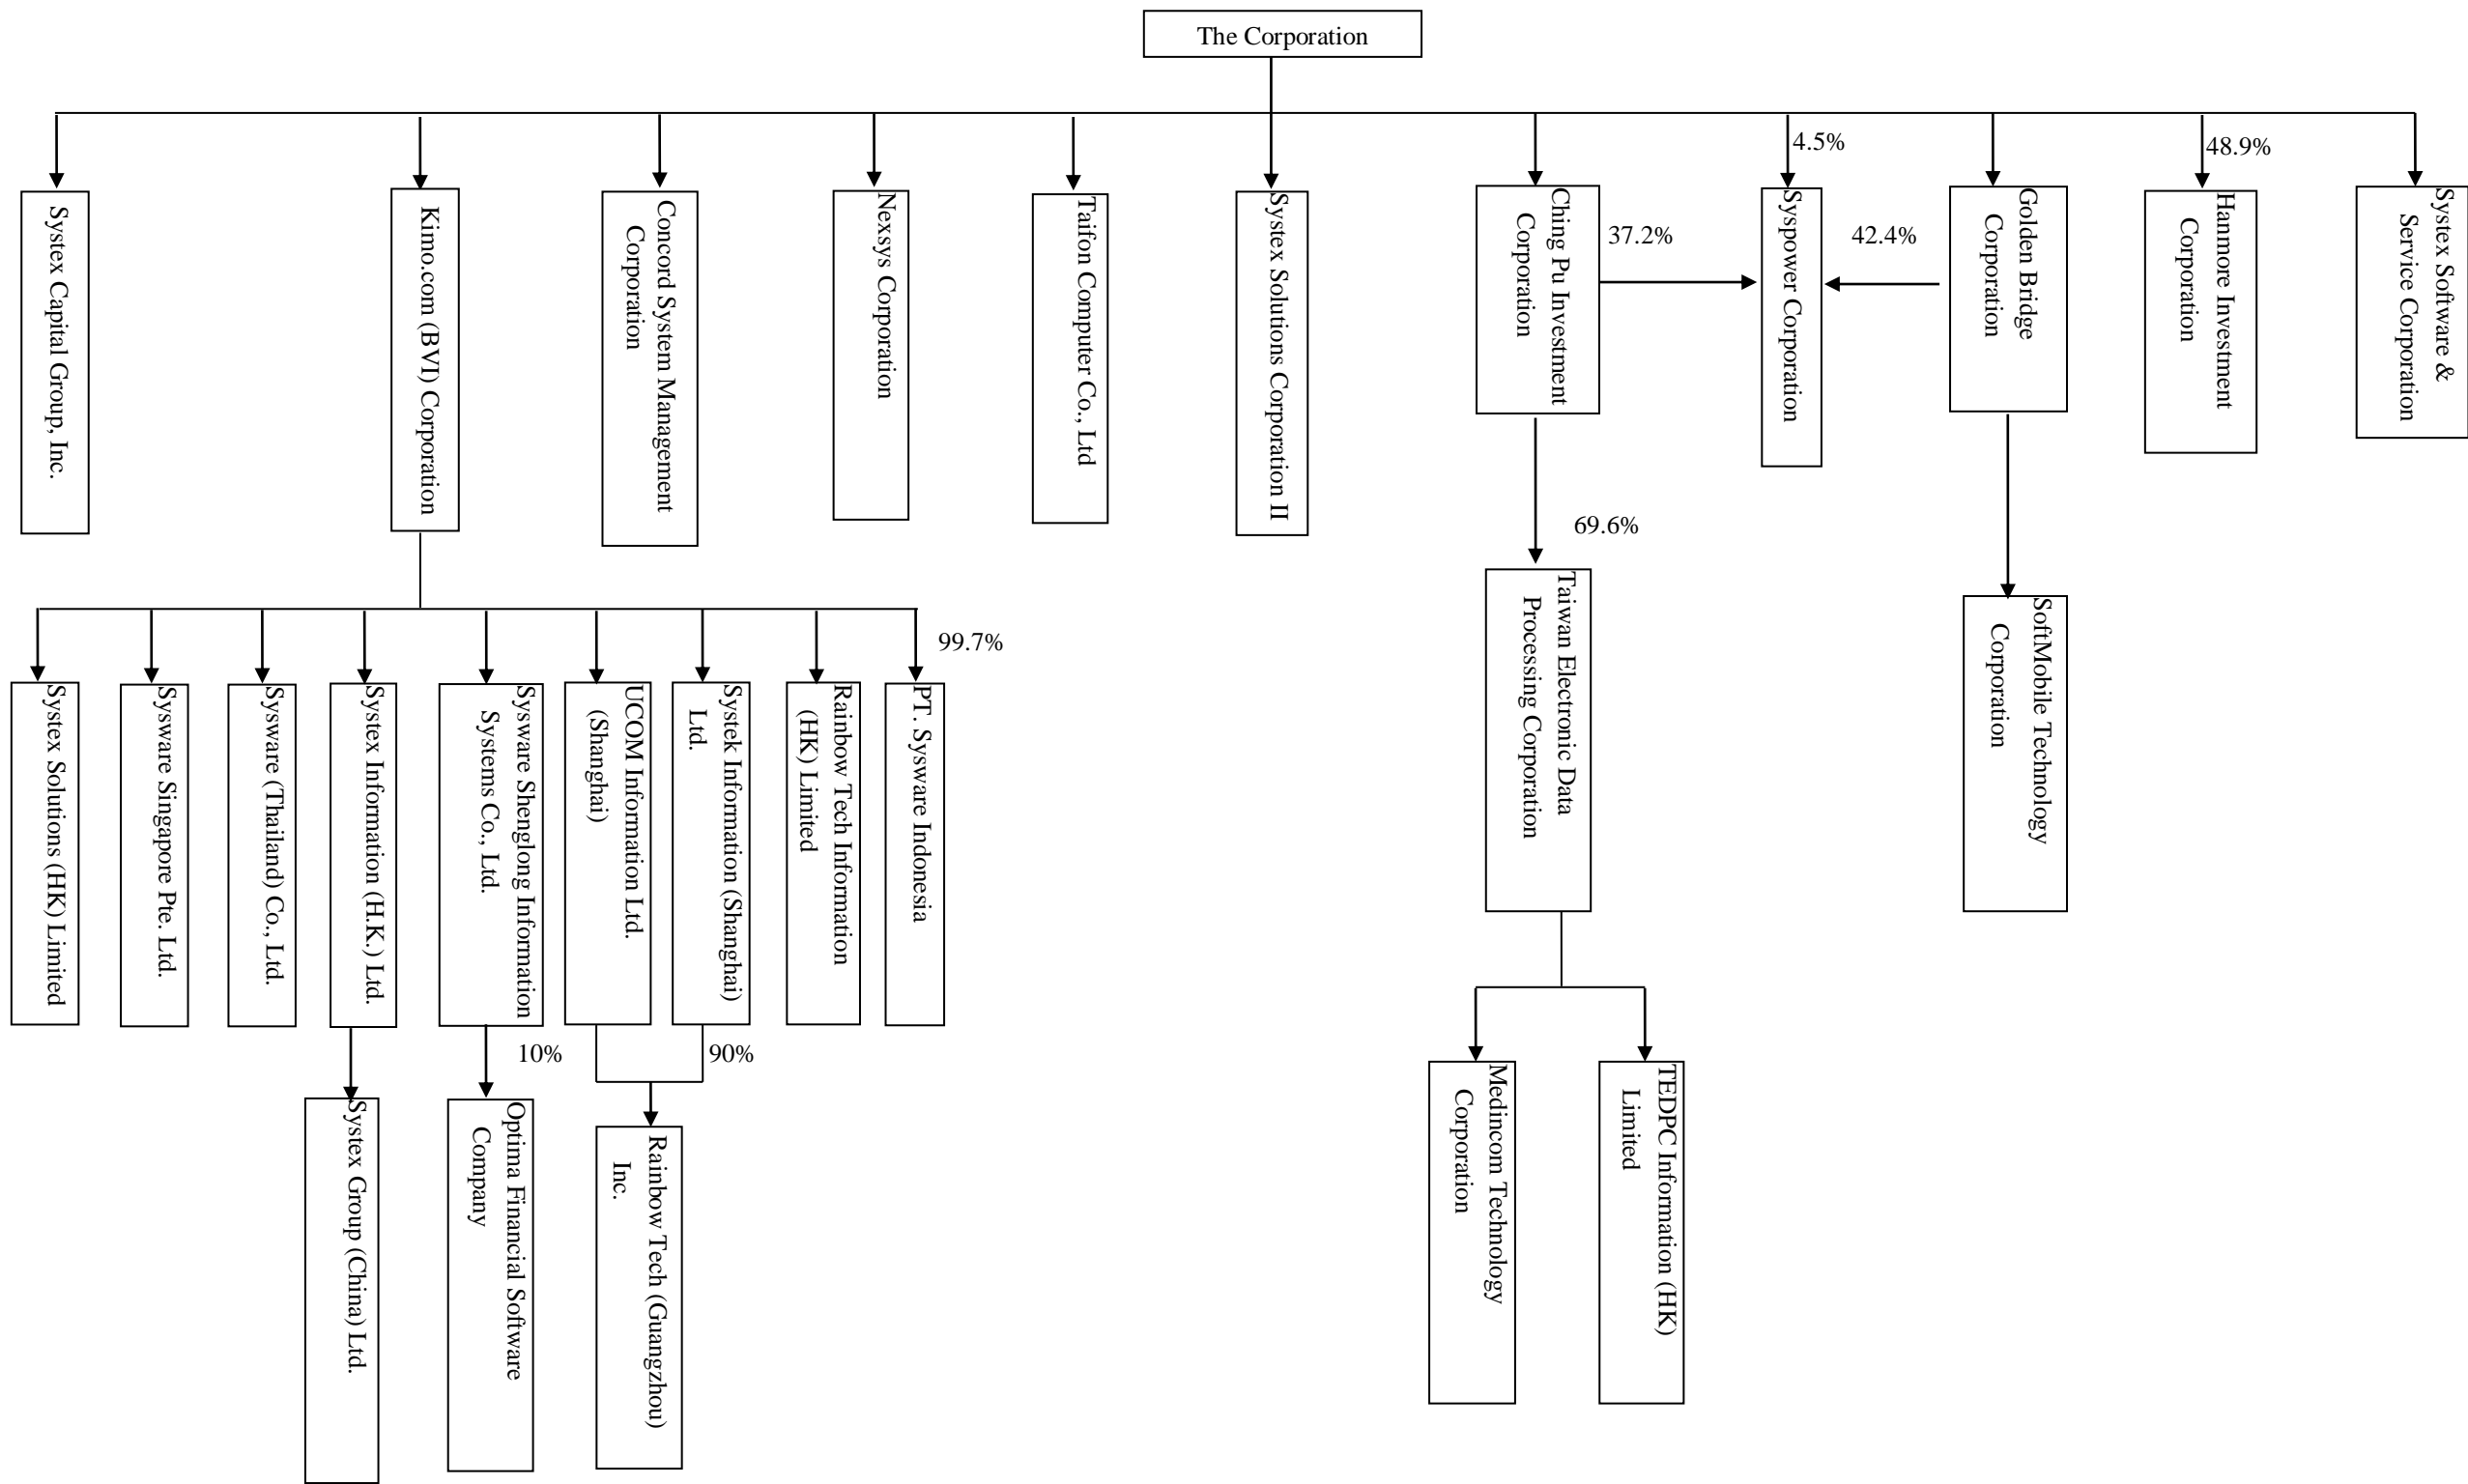 The Corporation
4.5%
48.9%
Systex Capital Group, Inc.
Kimo.com (BVI) Corporation
Concord System Management
Corporation
Nexsys Corporation
Taifon Computer Co., Ltd
Systex Solutions Corporation II
Ching Pu Investment
Corporation
37.2%
Syspower Corporation
42.4%
Golden Bridge
Corporation
Hanmore Investment
Corporation
Systex Software &
Service Corporation
69.6%
99.7%
Systex Solutions (HK) Limited
Sysware Singapore Pte. Ltd.
Sysware (Thailand) Co., Ltd.
Systex Information (H.K.) Ltd.
Sysware Shenglong Information
Systems Co., Ltd.
UCOM Information Ltd.
(Shanghai)
Systek Information (Shanghai)
Ltd.
Rainbow Tech Information
(HK) Limited
PT. Sysware Indonesia
Taiwan Electronic Data
Processing Corporation
SoftMobile Technology
Corporation
10%
90%
Systex Group (China) Ltd.
Optima Financial Software
Company
Rainbow Tech (Guangzhou)
Inc.
Medincom Technology
Corporation
TEDPC Information (HK)
Limited